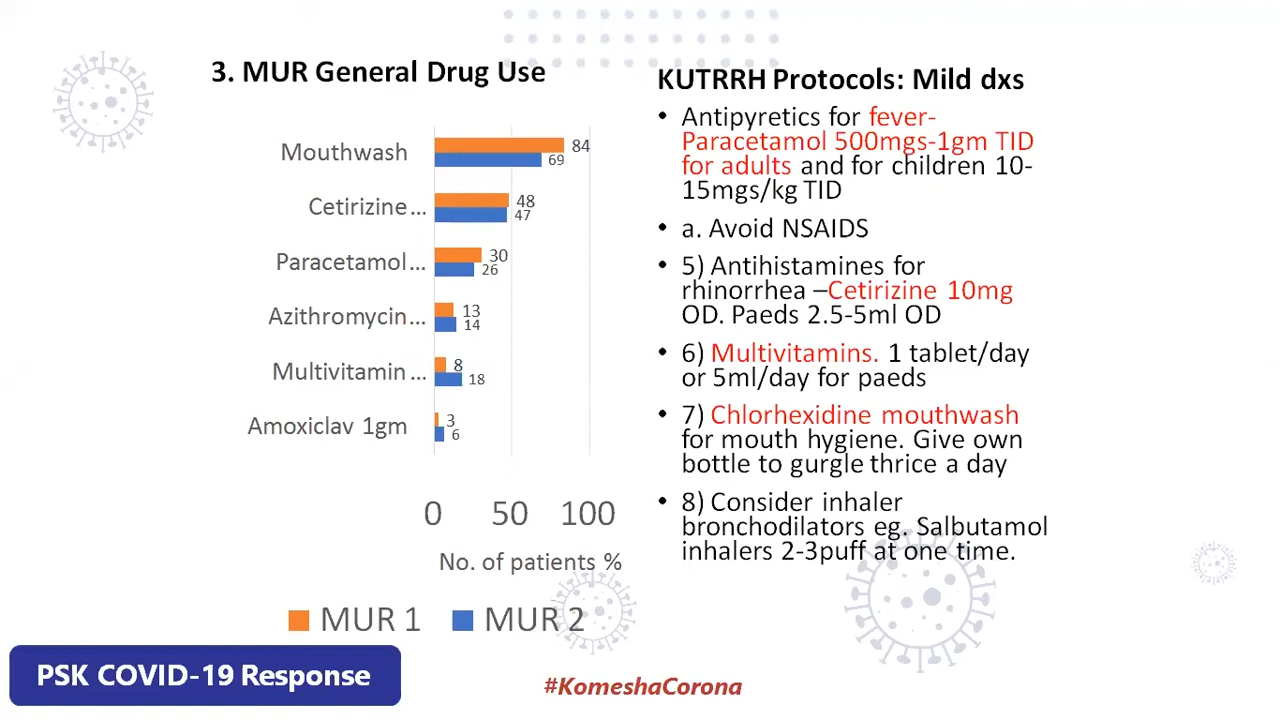 3. MUR General Drug Use
Mouthwash
84
69
Cetirizine ...
48
47
Paracetamol ...
30
26
Azithromycin ...
13
14
Multivitamin ...
8
18
Amoxiclav 1gm
3
6
0 50 100
No. of patients %
MUR 1 MUR 2
KUTRRH Protocols: Mild dxs
• Antipyretics for fever-
Paracetamol 500mgs-1gm TID
for adults and for children 10-
15mgs/kg TID
• a. Avoid NSAIDS
• 5) Antihistamines for
rhinorrhea –Cetirizine 10mg
OD. Paeds 2.5-5ml OD
• 6) Multivitamins. 1 tablet/day
or 5ml/day for paeds
• 7) Chlorhexidine mouthwash
for mouth hygiene. Give own
bottle to gurgle thrice a day
• 8) Consider inhaler
bronchodilators eg. Salbutamol
inhalers 2-3puff at one time.
PSK COVID-19 Response
#KomeshaCorona